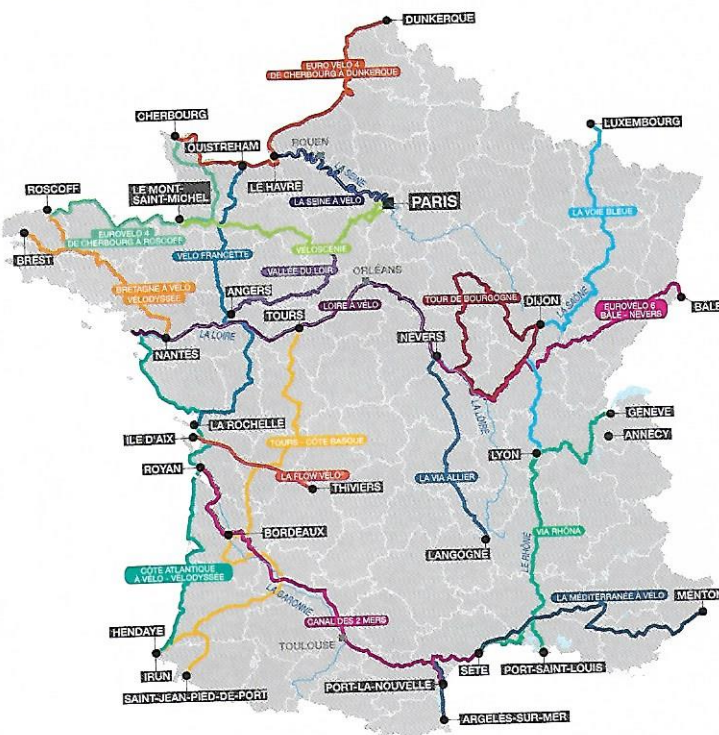 DUNKERQUE
EURO VELO 4
DE CHERBOURG À DUNKERQUE
CHERBOURG
LUXEMBOURG
OUISTREHAM
ROUEN
LA SEINE
LE HAVRE
ROSCOFF
LE MONT-
SAINT-MICHEL
LA SEINE À VÉLO
PARIS
LA VOIE BLEUE
EUROVELO 4
DE CHERBOURG À ROSCOFF
VÉLOSCÉNIE
BREST
VÉLO FRANCETTE
VALLÉE DU LOIR
ORLÉANS
BRETAGNE À VÉLO
VÉLODYSSÉE
ANGERS
TOUR DE BOURGOGNE
DIJON
LA SAÔNE
EUROVÉLO 6
BÂLE - NEVERS
BALE
TOURS
LOIRE À VÉLO
LA LOIRE
NANTES
NEVERS
LA LOIRE
GENÈVE
LA ROCHELLE
ILE D'AIX
TOURS - CÔTE BASQUE
ANNECY
LYON
ROYAN
LA FLOW VÉLO
THIVIERS
LA VIA ALLIER
BORDEAUX
VIA RHÔNA
LANGOGNE
LE RHÔNE
CÔTE ATLANTIQUE
À VÉLO - VÉLODYSSÉE
LA GARONNE
LA MÉDITERRANÉE À VÉLO
MENTON
HENDAYE
CANAL DES 2 MERS
TOULOUSE
IRUN
SÈTE
PORT-SAINT-LOUIS
SAINT-JEAN-PIED-DE-PORT
PORT-LA-NOUVELLE
ARGELÈS-SUR-MER